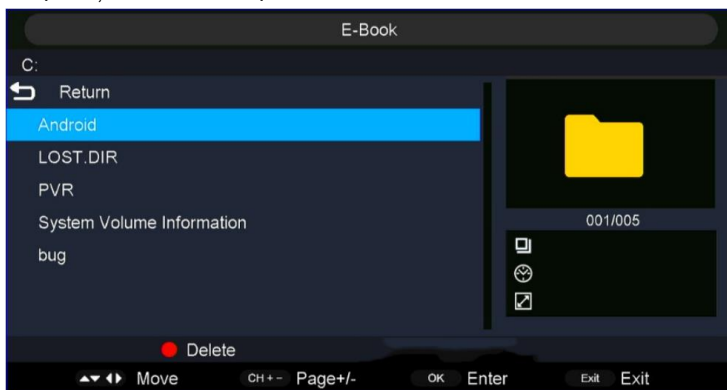 E-Book
C:
Return
Android
LOST.DIR
PVR
System Volume Information
bug
001/005
Delete
Move CH + - Page+/- OK Enter Exit Exit